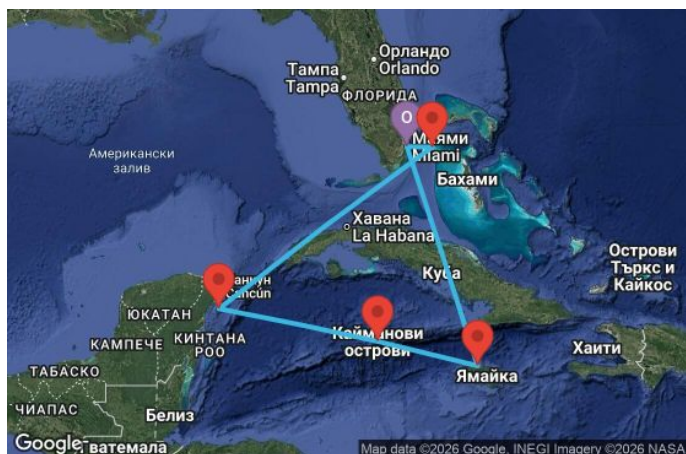 Орландо
Orlando
Тампа
Tampa
ФЛОРИДА
O
Маями
Miami
Американски
залив
Бахами
Хавана
La Habana
Куба
Острови
Търкс и
Кайкос
Cancún
ЮКАТАН
КАМПЕЧЕ
КИНТАНА
РОО
Кайманови
острови
Хаити
ТАБАСКО
Ямайка
ЧИАПАС
Белиз
Google
Гватемала
Map data ©2026 Google, INEGI Imagery ©2026 NASA